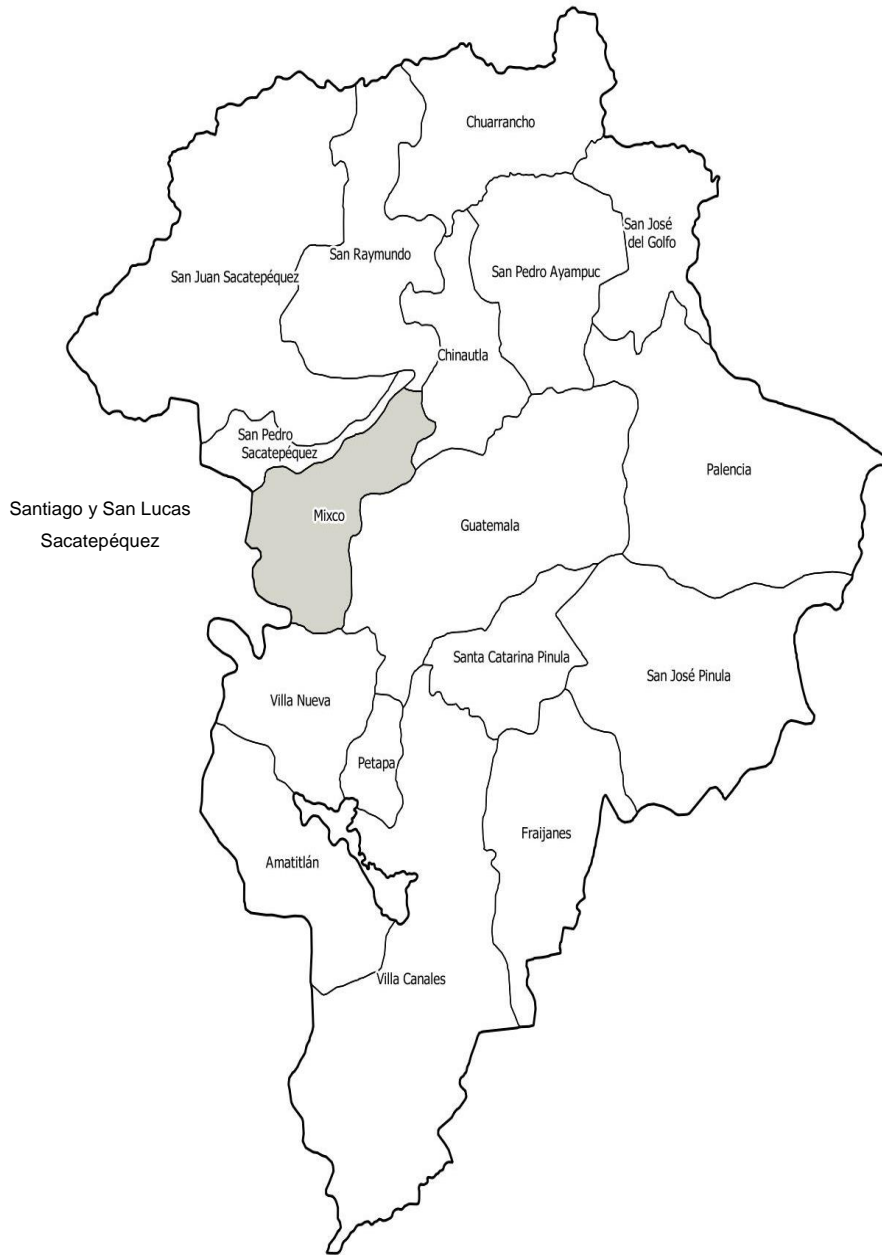 Chuarrancho
San José
del Golfo
San Raymundo
San Juan Sacatepéquez
San Pedro Ayampuc
Chinautla
San Pedro
Sacatepéquez
Palencia
Santiago y San Lucas
Sacatepéquez
Mixco
Guatemala
Santa Catarina Pinula
San José Pinula
Villa Nueva
Petapa
Fraijanes
Amatitlán
Villa Canales